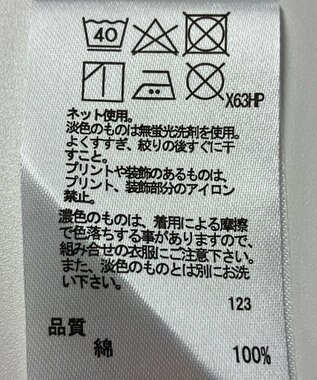 40
X63HP
ネット使用。
淡色のものは無蛍光洗剤を使用。
よくすすぎ、絞りの後すぐに干
すこと。
プリントや装飾のあるものは、
プリント、装飾部分のアイロン
禁止。
濃色のものは、着用による摩擦
で色落ちする事がありますので、
組み合せの衣服にご注意下さい。
また、淡色のものとは別にお洗
い下さい。
123
品質
綿 100%